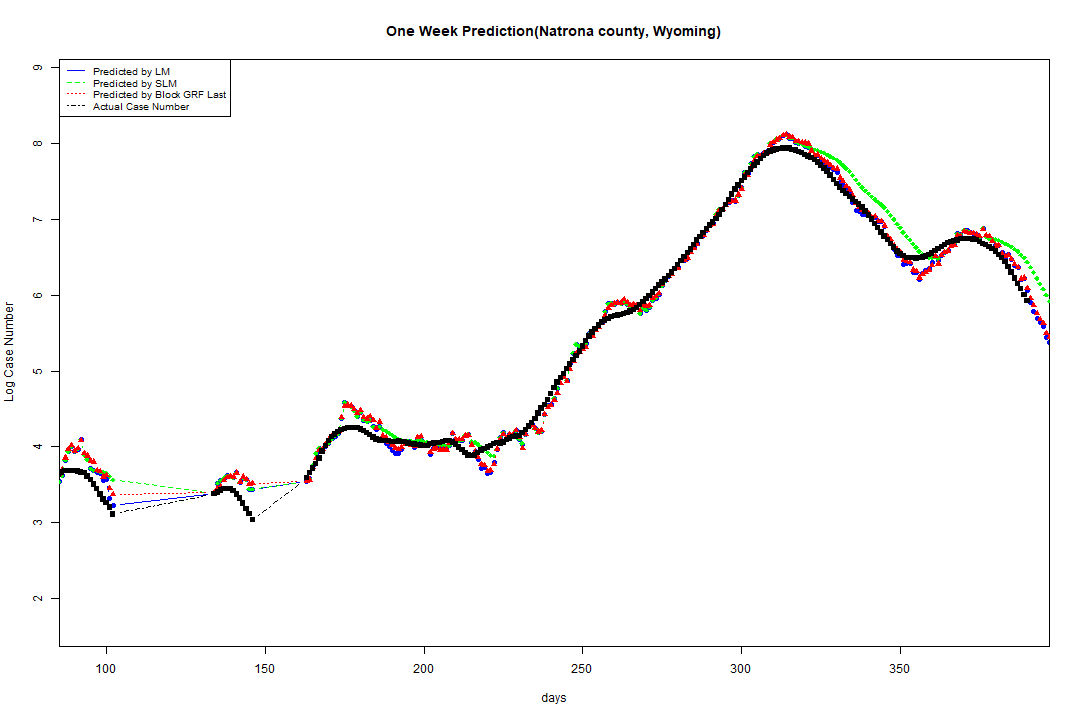 One Week Prediction(Natrona county, Wyoming)
Predicted by LM
Predicted by SLM
Predicted by Block GRF Last
Actual Case Number
Log Case Number
9
8
7
6
5
4
3
2
100 150 200 250 300 350
days